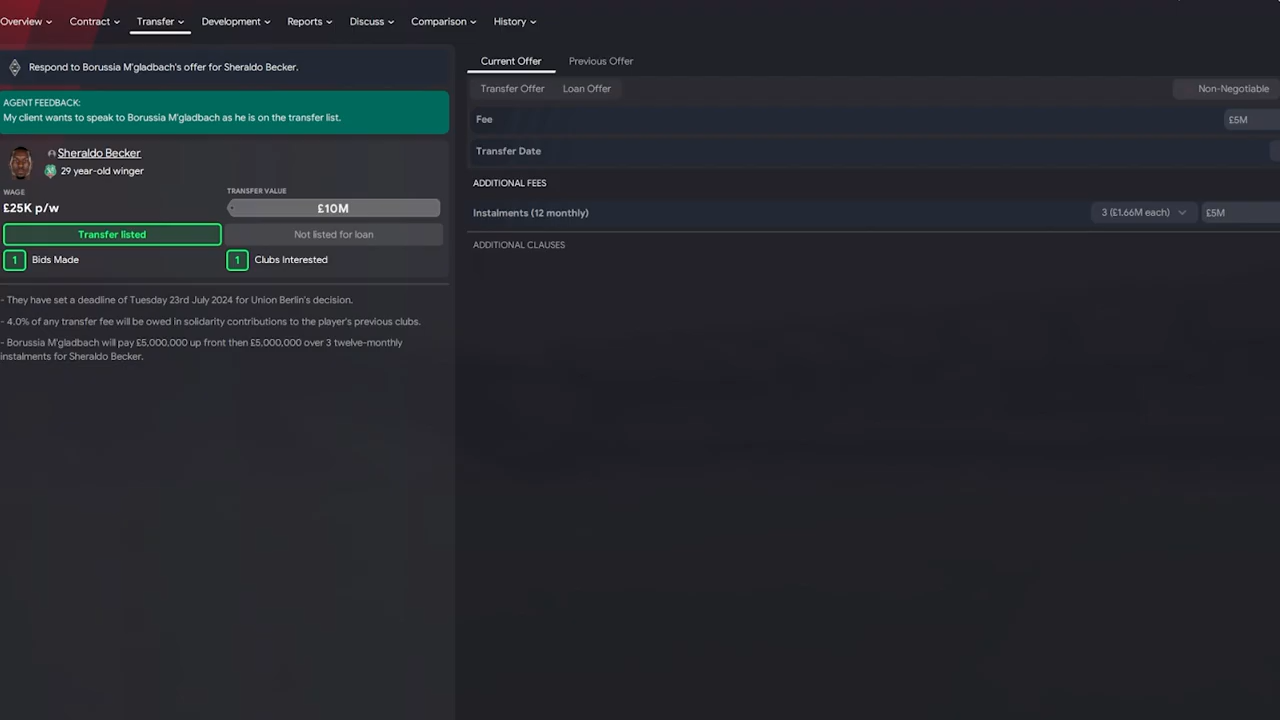 Overview Contract Transfer Development Reports Discuss Comparison History
Respond to Borussia M'gladbach's offer for Sheraldo Becker.
AGENT FEEDBACK:
My client wants to speak to Borussia M'gladbach as he is on the transfer list.
Sheraldo Becker
29 year-old winger
WAGE
£25K p/w
TRANSFER VALUE
£10M
Transfer listed
Not listed for loan
1 Bids Made
1 Clubs Interested
- They have set a deadline of Tuesday 23rd July 2024 for Union Berlin's decision.
- 4.0% of any transfer fee will be owed in solidarity contributions to the player's previous clubs.
- Borussia M'gladbach will pay £5,000,000 up front then £5,000,000 over 3 twelve-monthly
instalments for Sheraldo Becker.
Current Offer Previous Offer
Transfer Offer Loan Offer Non-Negotiable
Fee £5M
Transfer Date
ADDITIONAL FEES
Instalments (12 monthly) 3 (£1.66M each) £5M
ADDITIONAL CLAUSES